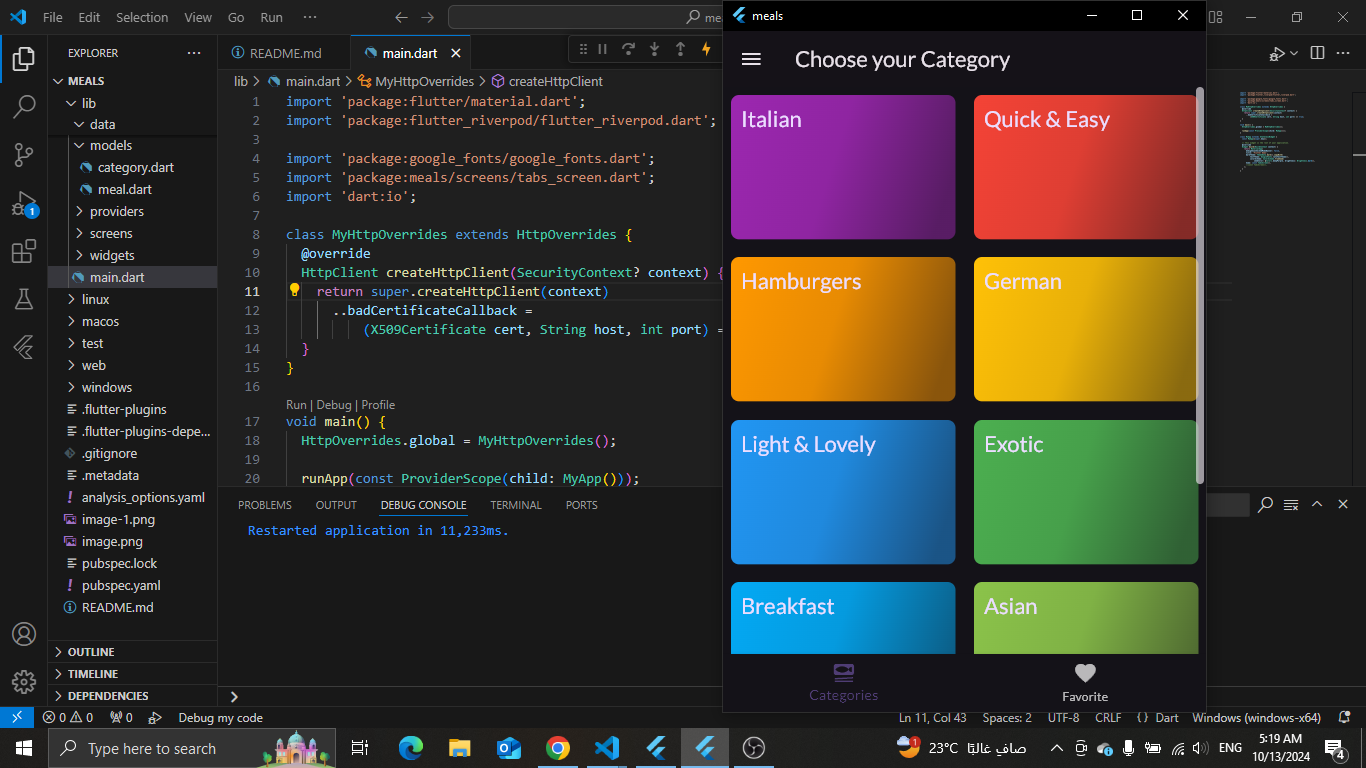 File Edit Selection View Go Run ···
me
meals
EXPLORER
MEALS
lib
data
models
category.dart
meal.dart
providers
screens
widgets
main.dart
linux
macos
test
web
windows
.flutter-plugins
.flutter-plugins-depe...
.gitignore
.metadata
analysis_options.yaml
image-1.png
image.png
pubspec.lock
pubspec.yaml
README.md
OUTLINE
TIMELINE
DEPENDENCIES
1
README.md
main.dart
lib > main.dart > MyHttpOverrides > createHttpClient
1 import 'package:flutter/material.dart';
2 import 'package:flutter_riverpod/flutter_riverpod.dart';
3
4 import 'package:google_fonts/google_fonts.dart';
5 import 'package:meals/screens/tabs_screen.dart';
6 import 'dart:io';
7
8 class MyHttpOverrides extends HttpOverrides {
9 @override
10 HttpClient createHttpClient(SecurityContext? context) {
11 return super.createHttpClient(context)
12 ..badCertificateCallback =
13 (X509Certificate cert, String host, int port) =
14 }
15 }
16
Run | Debug | Profile
17 void main() {
18 HttpOverrides.global = MyHttpOverrides();
19
20 runApp(const ProviderScope(child: MyApp()));
PROBLEMS OUTPUT DEBUG CONSOLE TERMINAL PORTS
Restarted application in 11,233ms.
Choose your Category
Italian
Quick & Easy
Hamburgers
German
Light & Lovely
Exotic
Breakfast
Asian
Categories
Favorite
0 0 0 Debug my code
Ln 11, Col 43 Spaces: 2 UTF-8 CRLF {} Dart Windows (windows-x64)
Type here to search
1
23°C صافٍ غالبًا
ENG
5:19 AM
10/13/2024
4